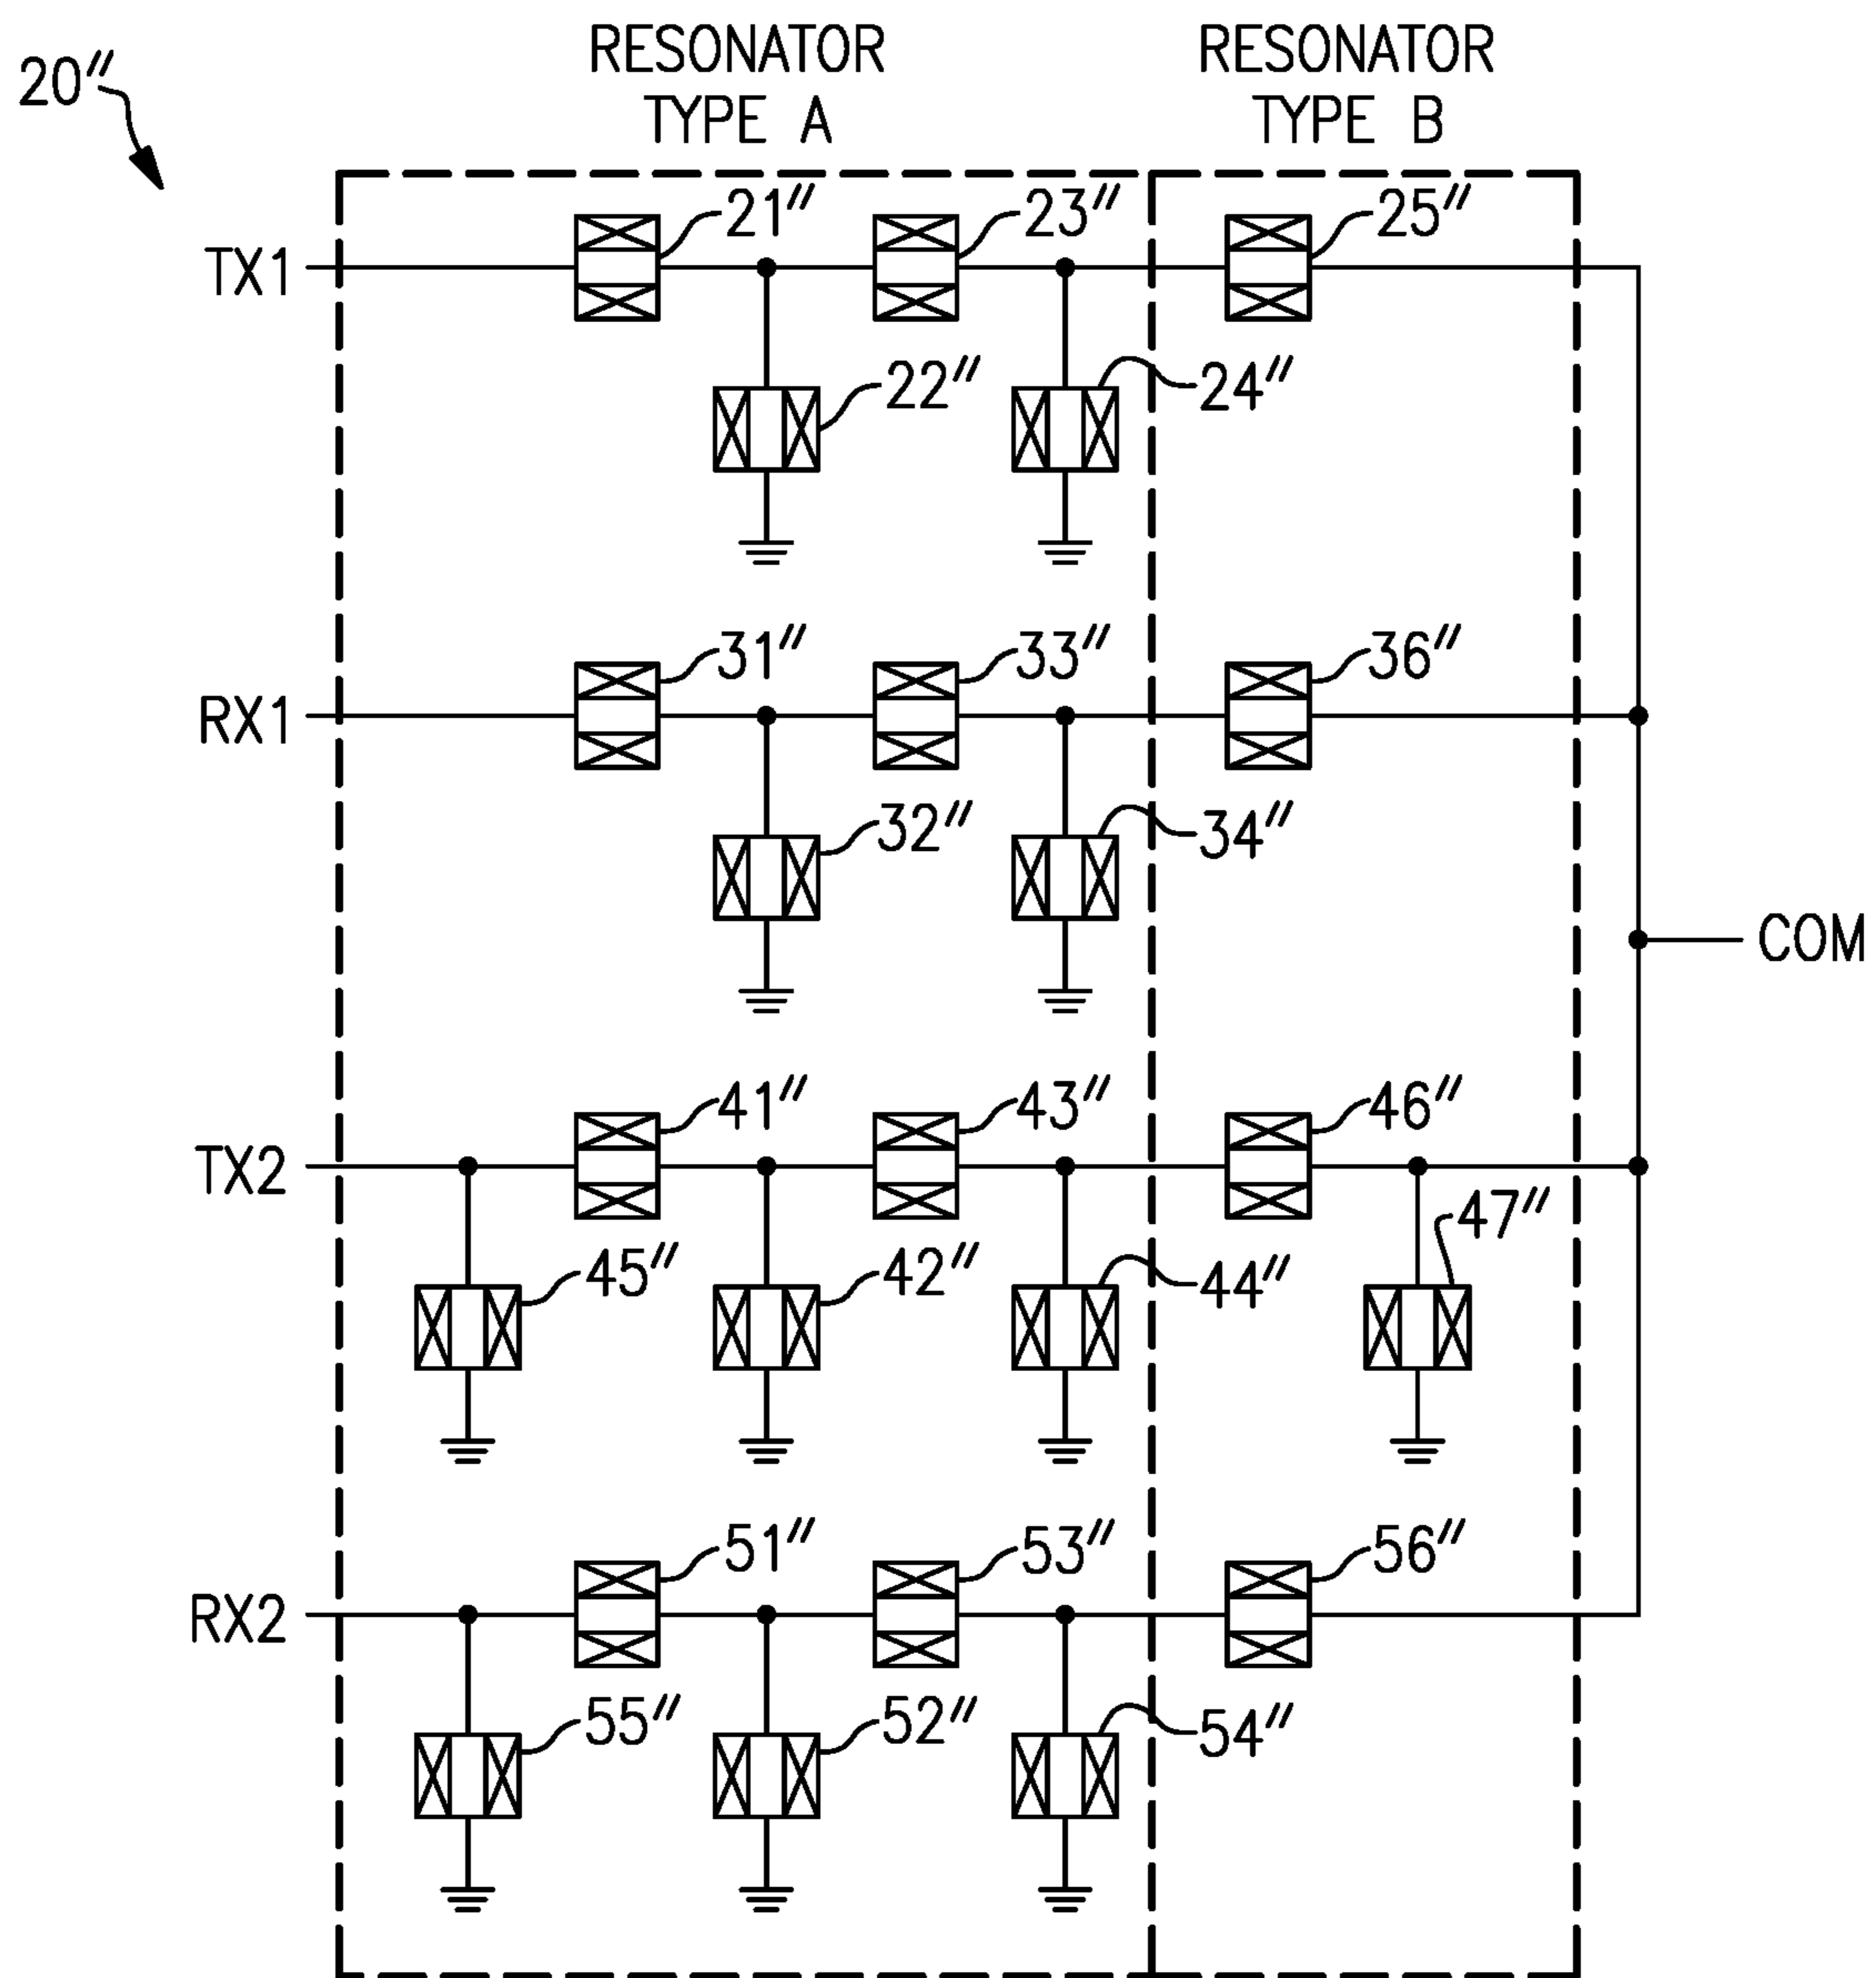 20″
RESONATOR
TYPE A
RESONATOR
TYPE B
TX1
21″
23″
25″
22″
24″
RX1
31″
33″
36″
32″
34″
COM
TX2
41″
43″
46″
45″
42″
44″
47″
RX2
51″
53″
56″
55″
52″
54″